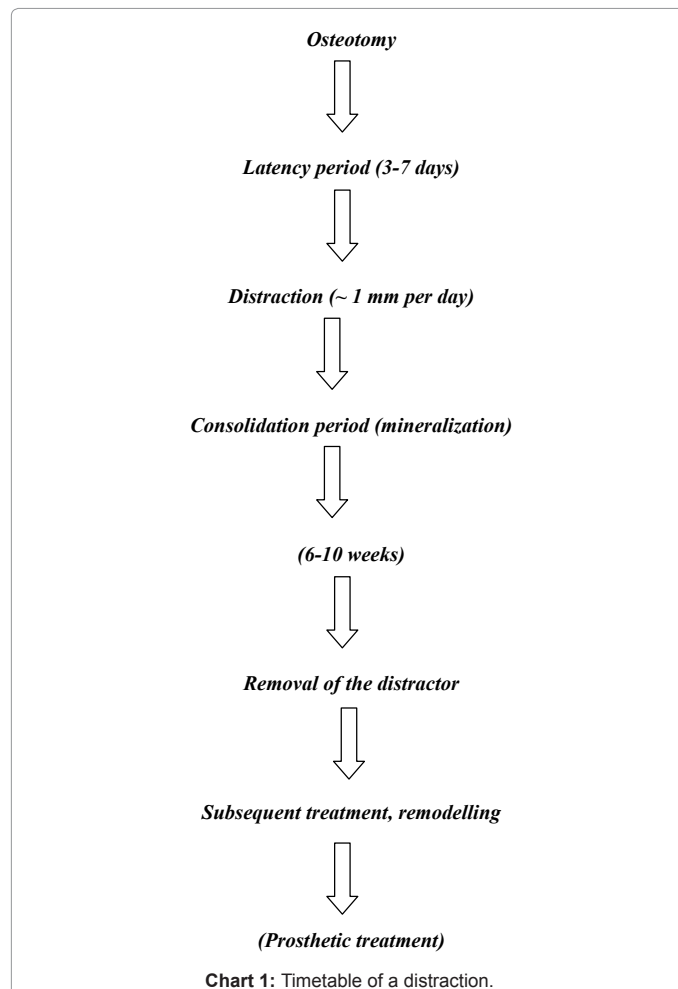 Osteotomy
Latency period (3-7 days)
Distraction (~ 1 mm per day)
Consolidation period (mineralization)
(6-10 weeks)
Removal of the distractor
Subsequent treatment, remodelling
(Prosthetic treatment)
Chart 1: Timetable of a distraction.